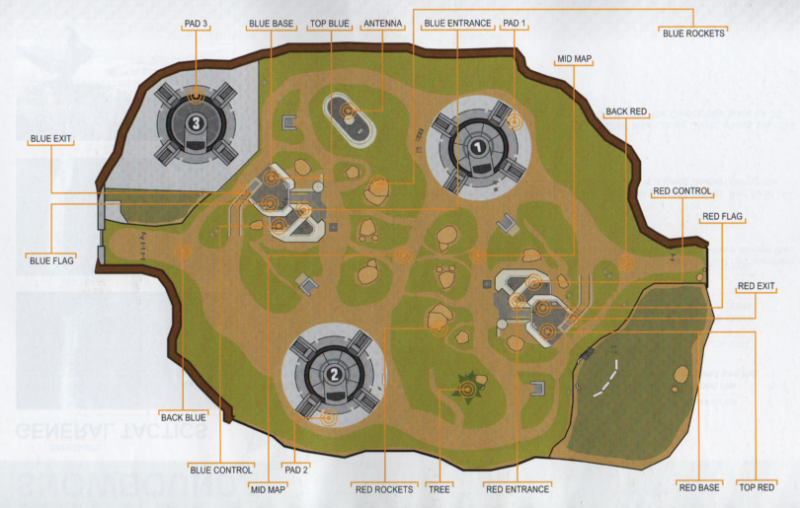 PAD 3
BLUE BASE
TOP BLUE
ANTENNA
BLUE ENTRANCE
PAD 1
BLUE ROCKETS
MID MAP
BACK RED
BLUE EXIT
RED CONTROL
RED FLAG
BLUE FLAG
RED EXIT
3
1
2
BACK BLUE
GENERAL TACTICS
BLUE CONTROL
PAD 2
MID MAP
RED ROCKETS
TREE
RED ENTRANCE
RED BASE
TOP RED